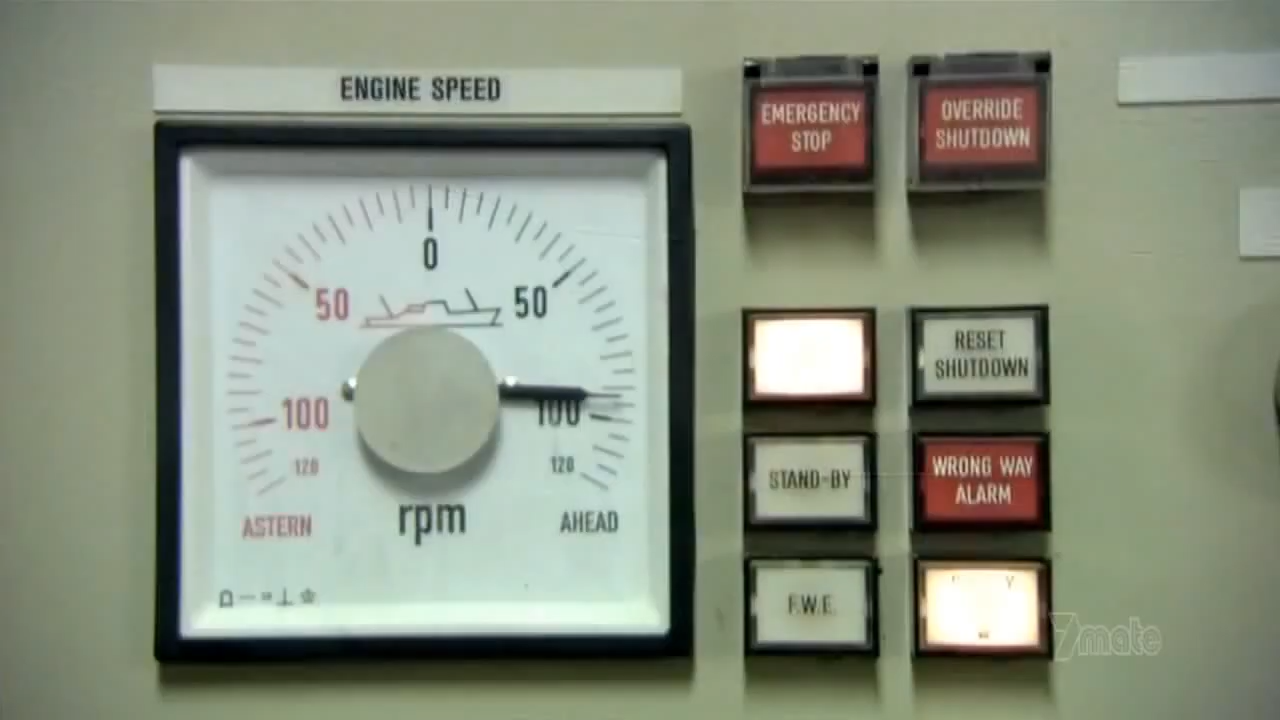 ENGINE SPEED
EMERGENCY
STOP
OVERRIDE
SHUTDOWN
0
50
50
RESET
SHUTDOWN
100
100
120
120
STAND-BY
WRONG WAY
ALARM
rpm
ASTERN
AHEAD
F.W.E.
7mate